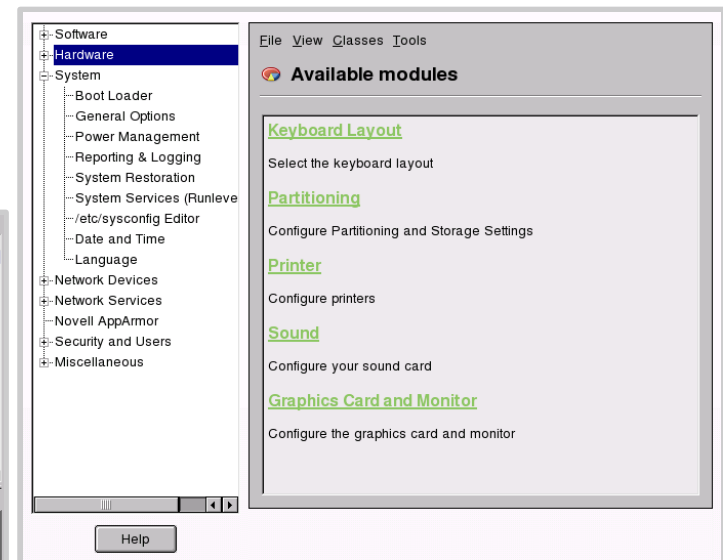 Software
Hardware
System
Boot Loader
General Options
Power Management
Reporting & Logging
System Restoration
System Services (Runleve
/etc/sysconfig Editor
Date and Time
Language
Network Devices
Network Services
Novell AppArmor
Security and Users
Miscellaneous
Help
File View Classes Tools
Available modules
Keyboard Layout
Select the keyboard layout
Partitioning
Configure Partitioning and Storage Settings
Printer
Configure printers
Sound
Configure your sound card
Graphics Card and Monitor
Configure the graphics card and monitor